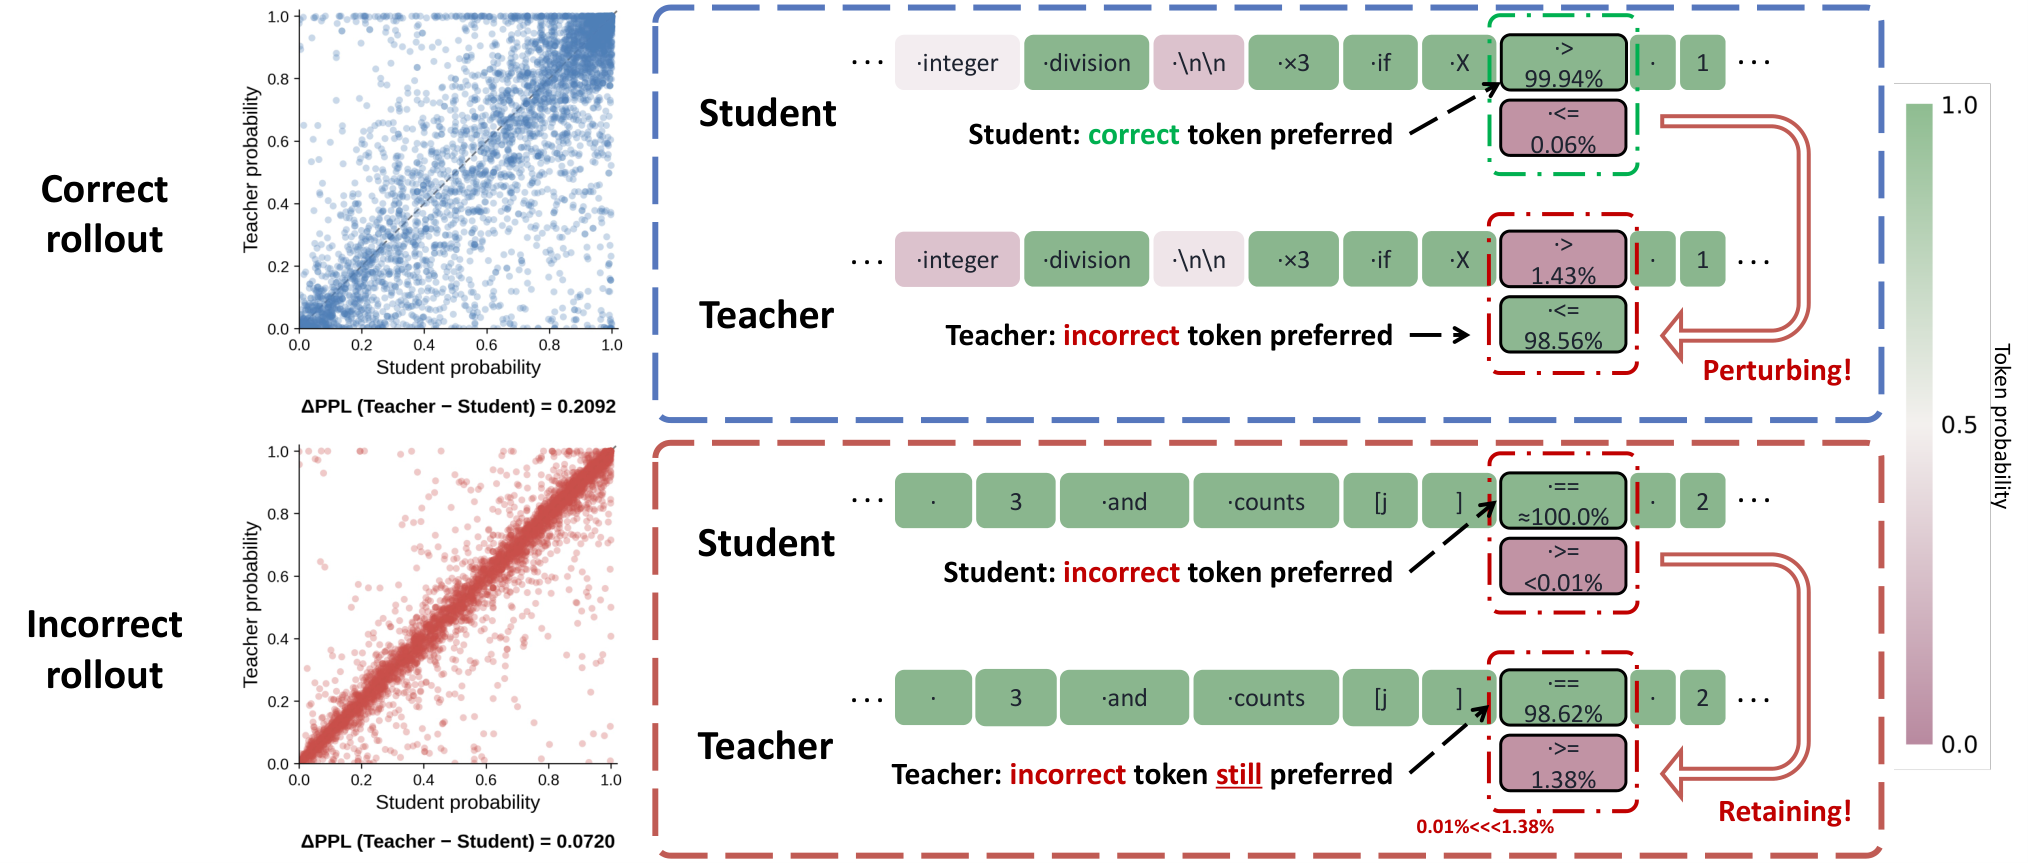 Correct
rollout
1.0
0.8
0.6
0.4
0.2
0.0
Teacher probability
0.0 0.2 0.4 0.6 0.8 1.0
Student probability
ΔPPL (Teacher − Student) = 0.2092
Student
··· ·integer ·division ·\n\n ·×3 ·if ·X ·> 99.94% · 1 ···
·<=
0.06%
Student: correct token preferred
Teacher
··· ·integer ·division ·\n\n ·×3 ·if ·X ·> 1.43% · 1 ···
·<=
98.56%
Teacher: incorrect token preferred
Perturbing!
Incorrect
rollout
1.0
0.8
0.6
0.4
0.2
0.0
Teacher probability
0.0 0.2 0.4 0.6 0.8 1.0
Student probability
ΔPPL (Teacher − Student) = 0.0720
Student
··· · 3 ·and ·counts [j ] ·== ≈100.0% · 2 ···
·>=
<0.01%
Student: incorrect token preferred
Teacher
··· · 3 ·and ·counts [j ] ·== 98.62% · 2 ···
·>=
1.38%
Teacher: incorrect token still preferred
0.01%<<<1.38%
Retaining!
1.0
0.5
0.0
Token probability